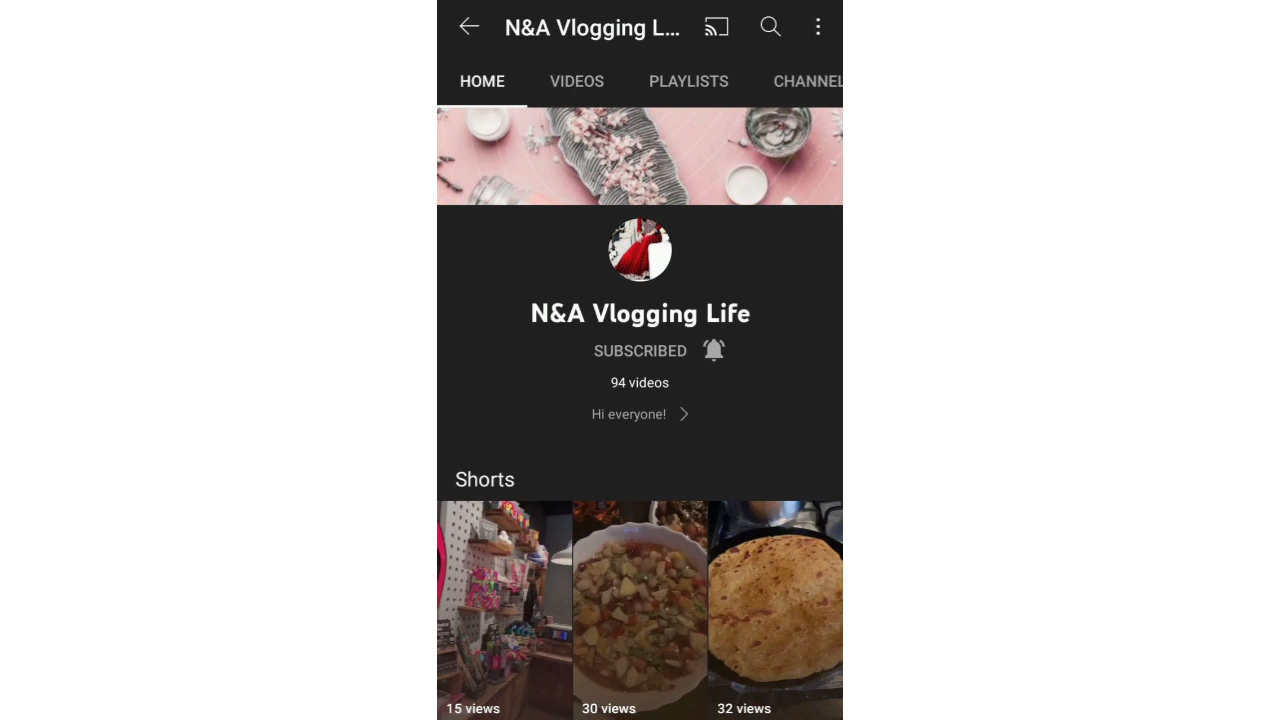 N&A Vlogging L...
HOME VIDEOS PLAYLISTS CHANNEL
N&A Vlogging Life
SUBSCRIBED
94 videos
Hi everyone!
Shorts
15 views 30 views 32 views